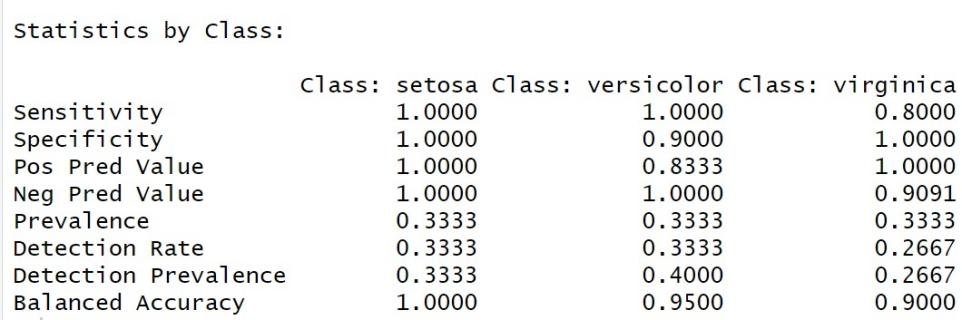 Statistics by Class:
Class: setosa Class: versicolor Class: virginica
Sensitivity 1.0000 1.0000 0.8000
Specificity 1.0000 0.9000 1.0000
Pos Pred Value 1.0000 0.8333 1.0000
Neg Pred Value 1.0000 1.0000 0.9091
Prevalence 0.3333 0.3333 0.3333
Detection Rate 0.3333 0.3333 0.2667
Detection Prevalence 0.3333 0.4000 0.2667
Balanced Accuracy 1.0000 0.9500 0.9000